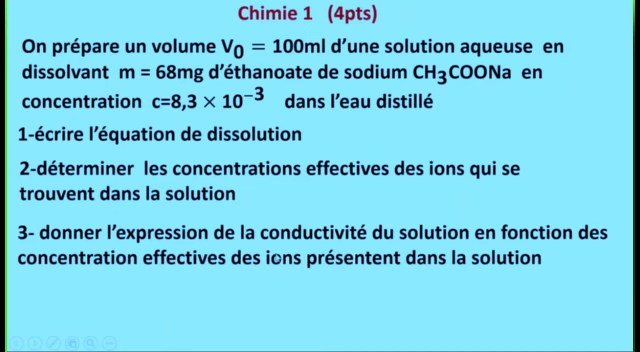 Chimie 1 (4pts)
On prépare un volume V₀ = 100ml d'une solution aqueuse en
dissolvant m = 68mg d'éthanoate de sodium CH₃COONa en
concentration c=8,3 × 10⁻³ dans l'eau distillé
1-écrire l'équation de dissolution
2-déterminer les concentrations effectives des ions qui se
trouvent dans la solution
3- donner l'expression de la conductivité du solution en fonction des
concentration effectives des ions présentent dans la solution